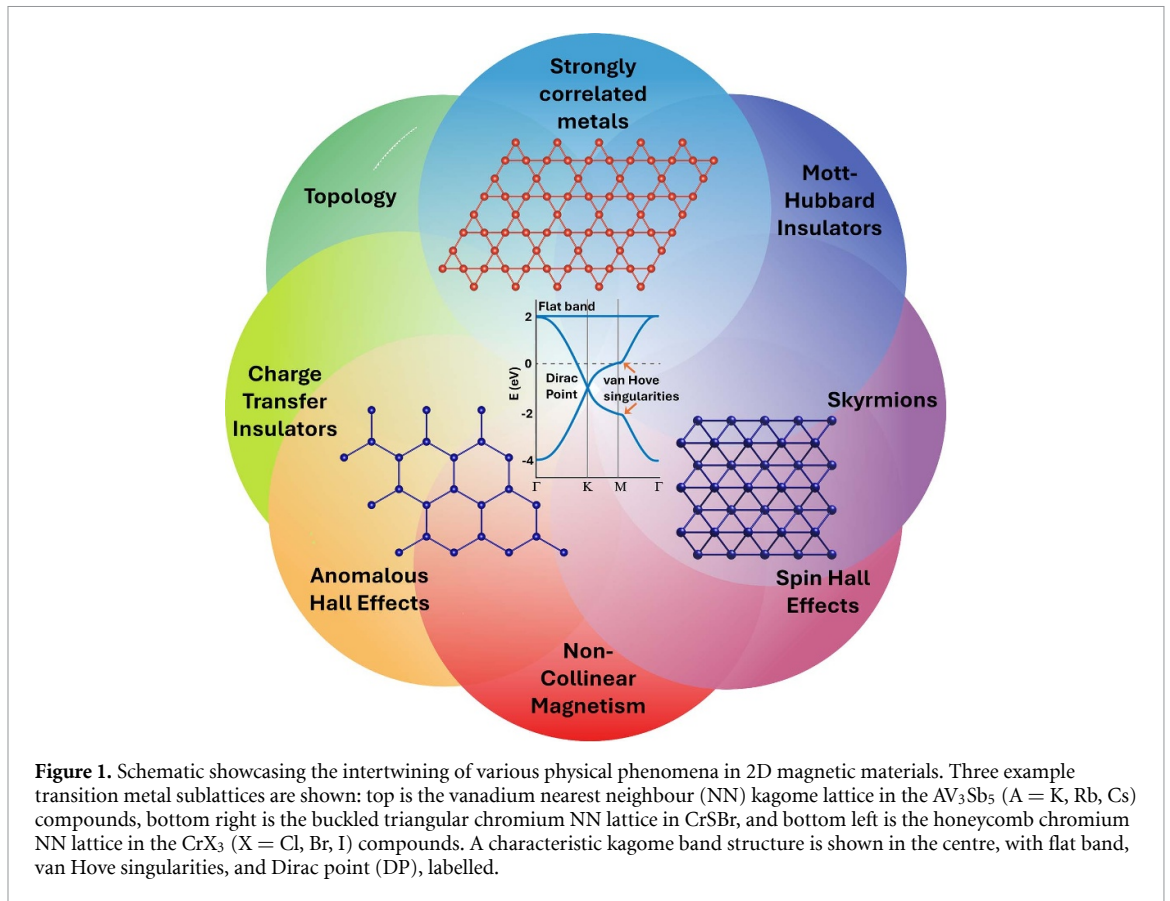 Strongly
correlated
metals
Topology
Mott-
Hubbard
Insulators
Charge
Transfer
Insulators
Skyrmions
Flat band
2
0
-2
-4
E (eV)
Dirac
Point
van Hove
singularities
Γ K M Γ
Anomalous
Hall Effects
Spin Hall
Effects
Non-
Collinear
Magnetism
Figure 1. Schematic showcasing the intertwining of various physical phenomena in 2D magnetic materials. Three example
transition metal sublattices are shown: top is the vanadium nearest neighbour (NN) kagome lattice in the AV₃Sb₅ (A = K, Rb, Cs)
compounds, bottom right is the buckled triangular chromium NN lattice in CrSBr, and bottom left is the honeycomb chromium
NN lattice in the CrX₃ (X = Cl, Br, I) compounds. A characteristic kagome band structure is shown in the centre, with flat band,
van Hove singularities, and Dirac point (DP), labelled.